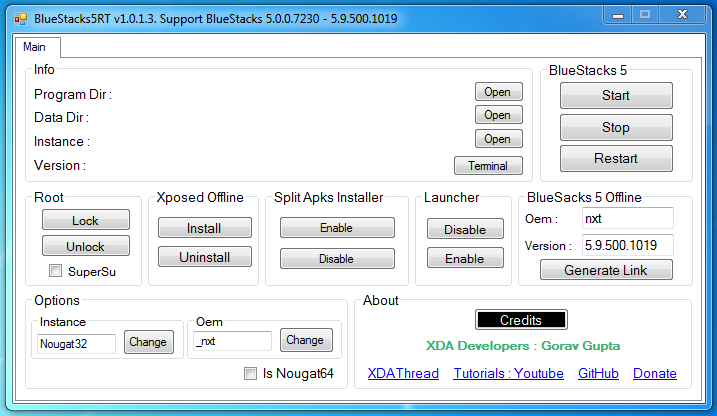 BlueStacks5RT v1.0.1.3. Support BlueStacks 5.0.0.7230 - 5.9.500.1019
Main
Info
Program Dir :
Open
Data Dir :
Open
Instance :
Open
Version :
Terminal
BlueStacks 5
Start
Stop
Restart
Root
Lock
Unlock
SuperSu
Xposed Offline
Install
Uninstall
Split Apks Installer
Enable
Disable
Launcher
Disable
Enable
BlueSacks 5 Offline
Oem : nxt
Version : 5.9.500.1019
Generate Link
Options
Instance
Nougat32 Change
Oem
_nxt Change
Is Nougat64
About
Credits
XDA Developers : Gorav Gupta
XDAThread Tutorials : Youtube GitHub Donate